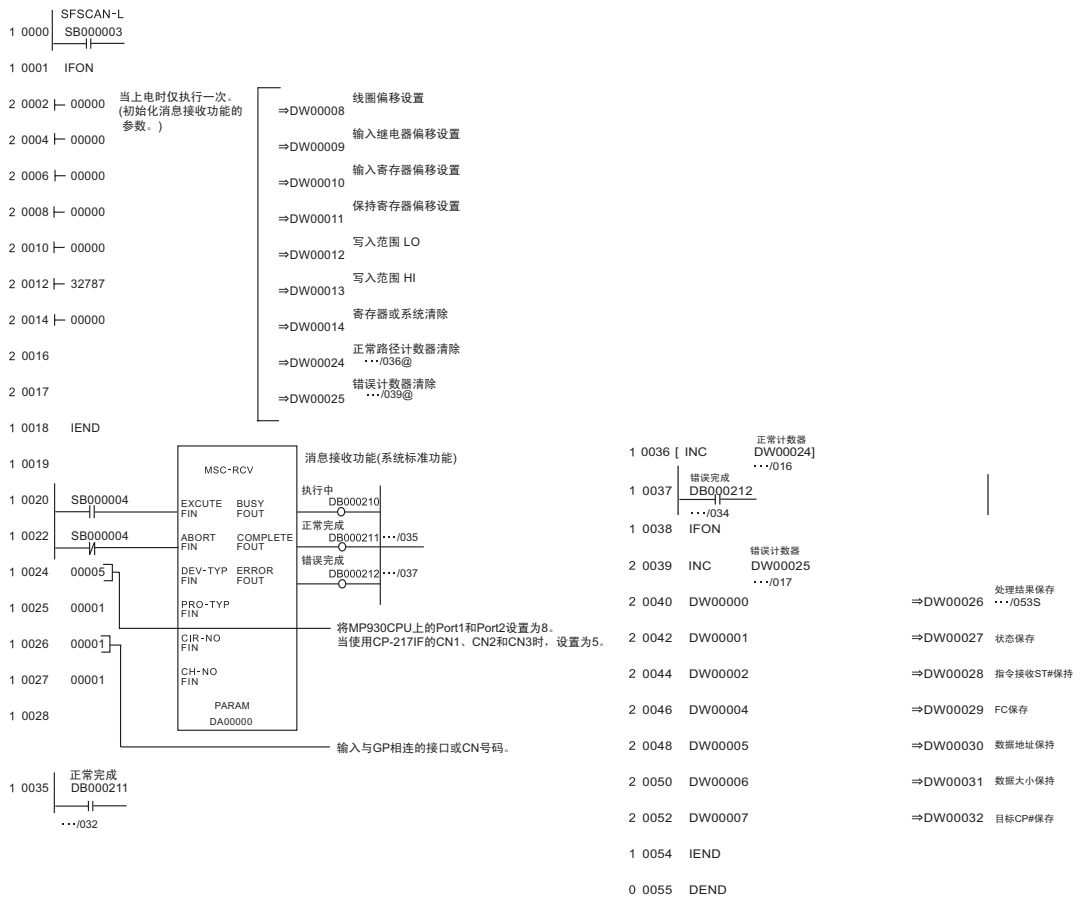 SFSCAN-L
1 0000 SB000003
1 0001 IFON
2 0002 00000 当上电时仅执行一次。
(初始化消息接收功能的
参数。)
⇒DW00008 线圈偏移设置
2 0004 00000
⇒DW00009 输入继电器偏移设置
2 0006 00000
⇒DW00010 输入寄存器偏移设置
2 0008 00000
⇒DW00011 保持寄存器偏移设置
2 0010 00000
⇒DW00012 写入范围 LO
2 0012 32787
⇒DW00013 写入范围 HI
2 0014 00000
⇒DW00014 寄存器或系统清除
2 0016
⇒DW00024 正常路径计数器清除
···/036@
2 0017
⇒DW00025 错误计数器清除
···/039@
1 0018 IEND
1 0019
MSC-RCV
消息接收功能(系统标准功能)
1 0020 SB000004
EXCUTE BUSY
FIN FOUT
执行中
DB000210
1 0022 SB000004
ABORT COMPLETE
FIN FOUT
正常完成
DB000211 ···/035
1 0024 00005
DEV-TYP ERROR
FIN FOUT
错误完成
DB000212 ···/037
1 0025 00001
PRO-TYP
FIN
1 0026 00001
CIR-NO
FIN
将MP930CPU上的Port1和Port2设置为8。
当使用CP-217IF的CN1、CN2和CN3时，设置为5。
1 0027 00001
CH-NO
FIN
1 0028
PARAM
DA00000
输入与GP相连的接口或CN号码。
正常完成
1 0035 DB000211
···/032
正常计数器
1 0036 [ INC DW00024]
···/016
错误完成
1 0037 DB000212
···/034
1 0038 IFON
错误计数器
2 0039 INC DW00025
···/017
2 0040 DW00000 ⇒DW00026 处理结果保存
···/053S
2 0042 DW00001 ⇒DW00027 状态保存
2 0044 DW00002 ⇒DW00028 指令接收ST#保持
2 0046 DW00004 ⇒DW00029 FC保存
2 0048 DW00005 ⇒DW00030 数据地址保持
2 0050 DW00006 ⇒DW00031 数据大小保持
2 0052 DW00007 ⇒DW00032 目标CP#保存
1 0054 IEND
0 0055 DEND